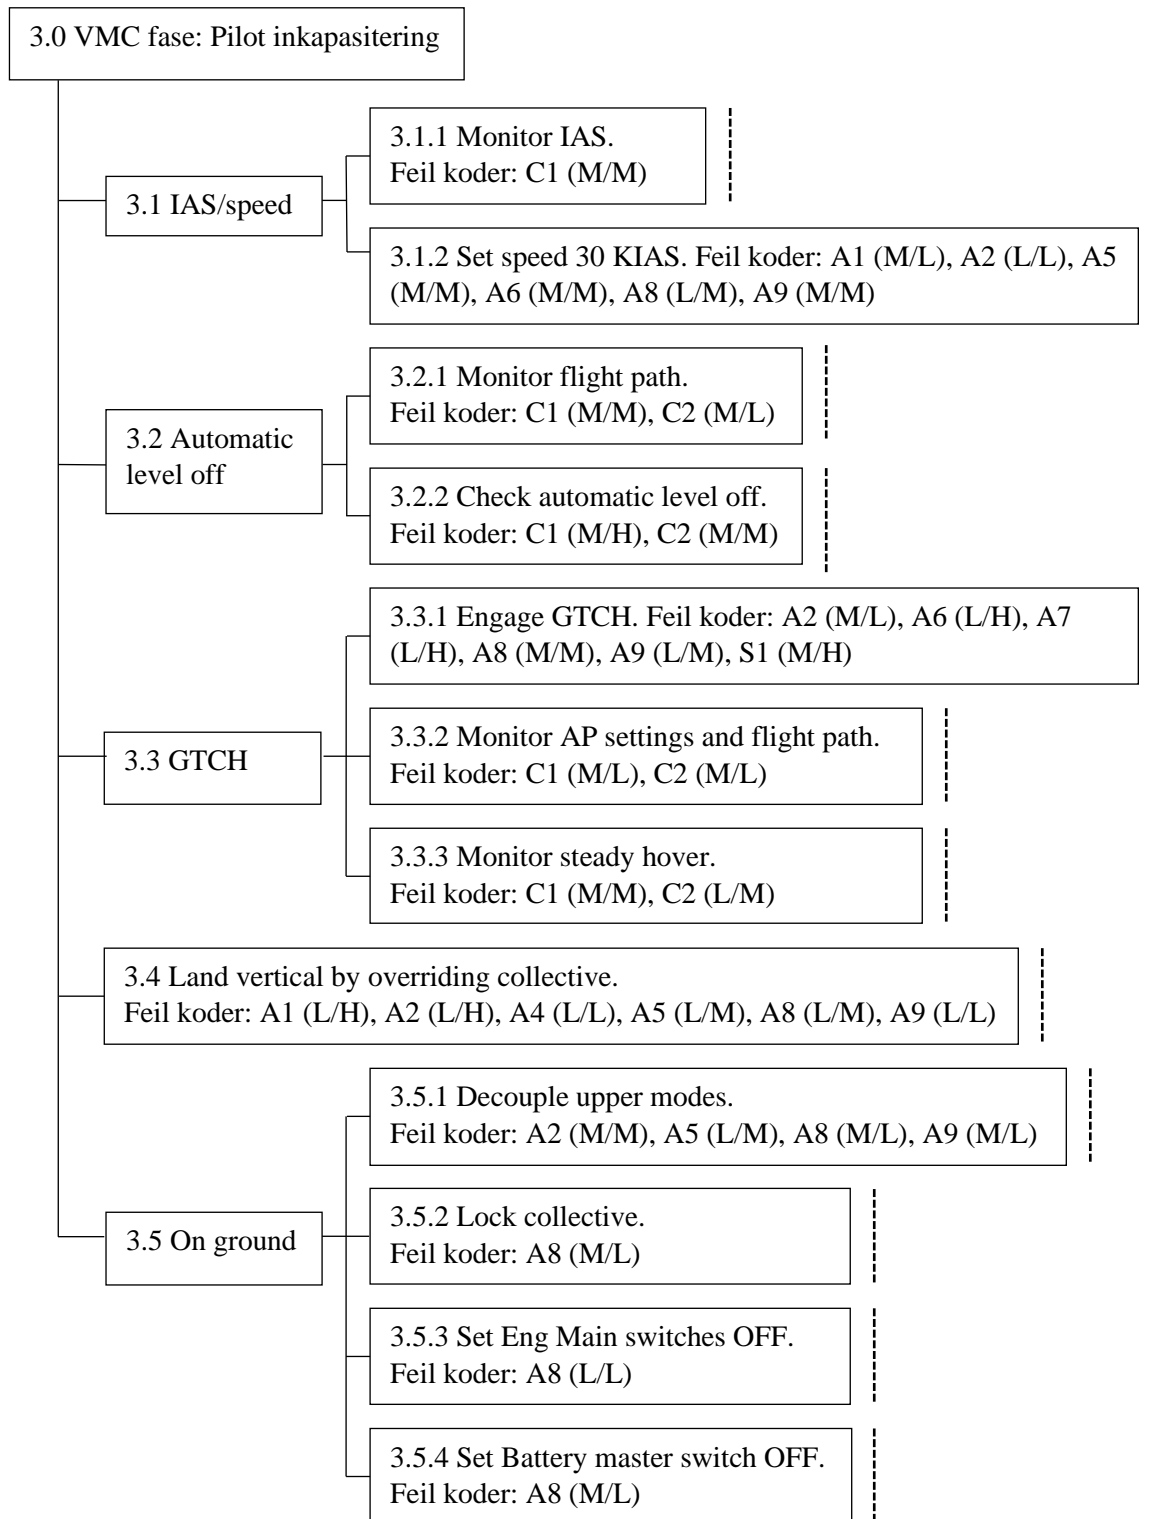 3.0 VMC fase: Pilot inkapasitering
3.1 IAS/speed
3.1.1 Monitor IAS.
Feil koder: C1 (M/M)
3.1.2 Set speed 30 KIAS. Feil koder: A1 (M/L), A2 (L/L), A5
(M/M), A6 (M/M), A8 (L/M), A9 (M/M)
3.2 Automatic
level off
3.2.1 Monitor flight path.
Feil koder: C1 (M/M), C2 (M/L)
3.2.2 Check automatic level off.
Feil koder: C1 (M/H), C2 (M/M)
3.3 GTCH
3.3.1 Engage GTCH. Feil koder: A2 (M/L), A6 (L/H), A7
(L/H), A8 (M/M), A9 (L/M), S1 (M/H)
3.3.2 Monitor AP settings and flight path.
Feil koder: C1 (M/L), C2 (M/L)
3.3.3 Monitor steady hover.
Feil koder: C1 (M/M), C2 (L/M)
3.4 Land vertical by overriding collective.
Feil koder: A1 (L/H), A2 (L/H), A4 (L/L), A5 (L/M), A8 (L/M), A9 (L/L)
3.5 On ground
3.5.1 Decouple upper modes.
Feil koder: A2 (M/M), A5 (L/M), A8 (M/L), A9 (M/L)
3.5.2 Lock collective.
Feil koder: A8 (M/L)
3.5.3 Set Eng Main switches OFF.
Feil koder: A8 (L/L)
3.5.4 Set Battery master switch OFF.
Feil koder: A8 (M/L)